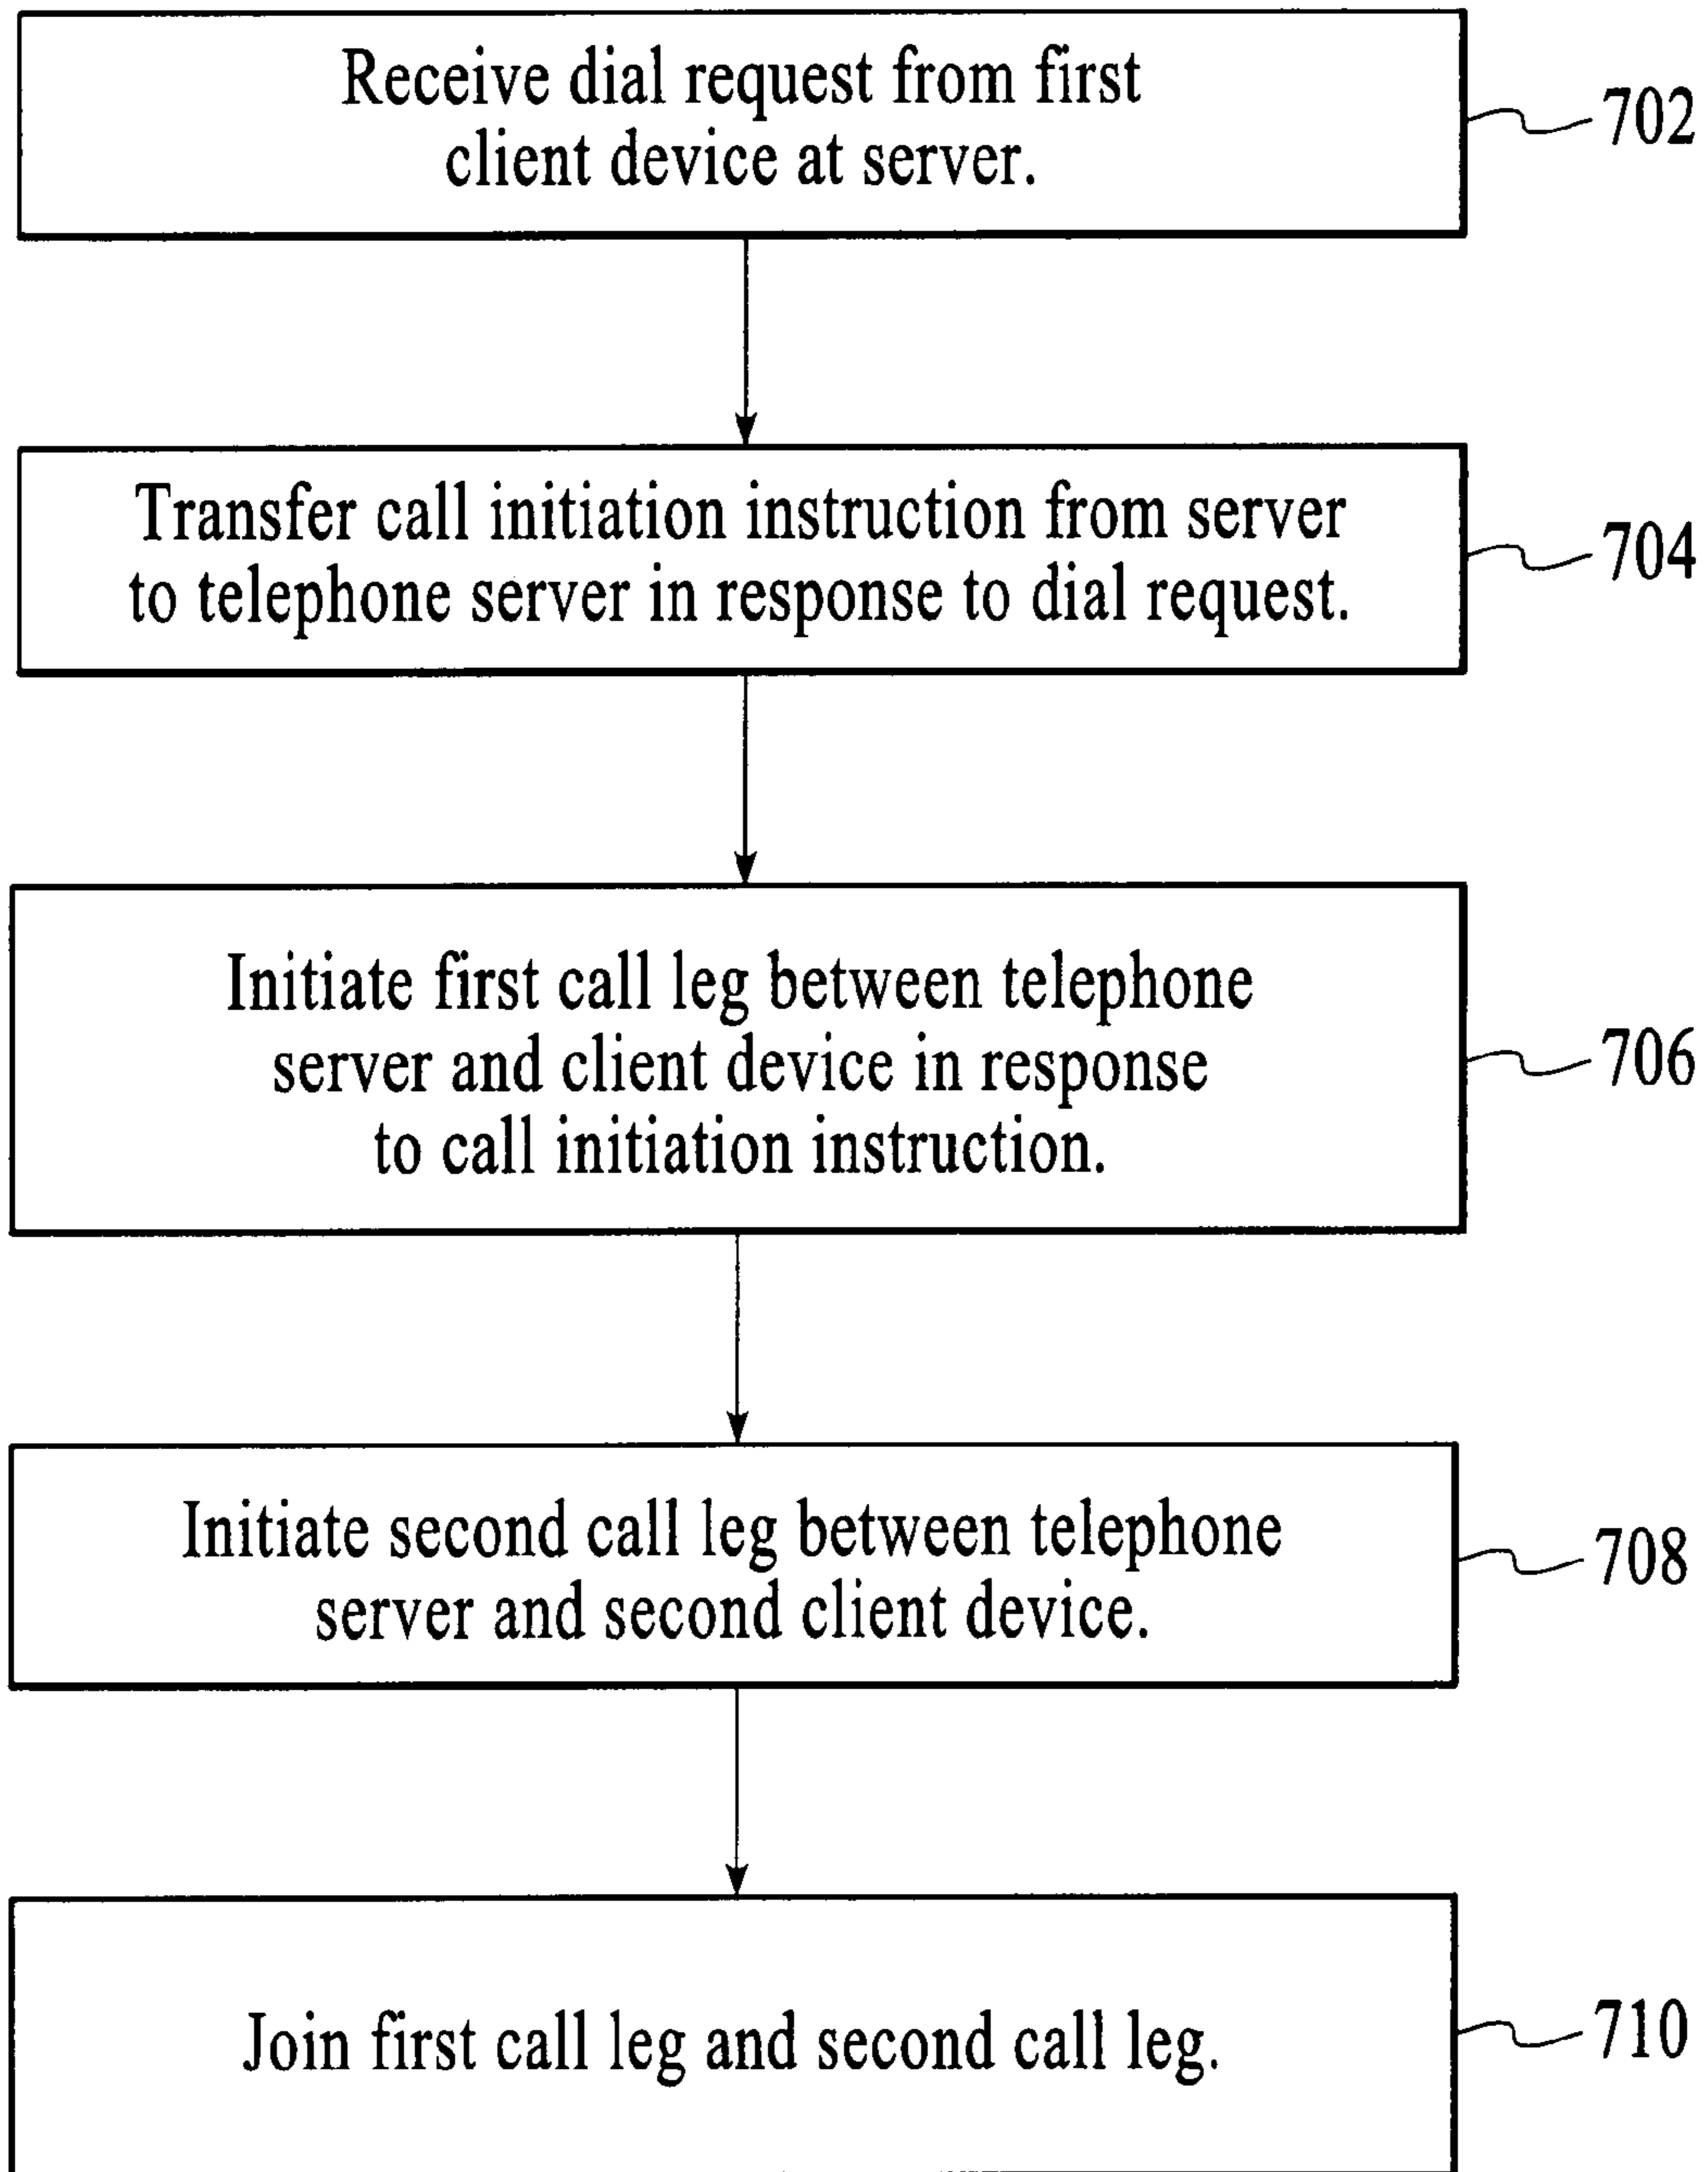 Receive dial request from first
client device at server.
702
Transfer call initiation instruction from server
to telephone server in response to dial request.
704
Initiate first call leg between telephone
server and client device in response
to call initiation instruction.
706
Initiate second call leg between telephone
server and second client device.
708
Join first call leg and second call leg.
710